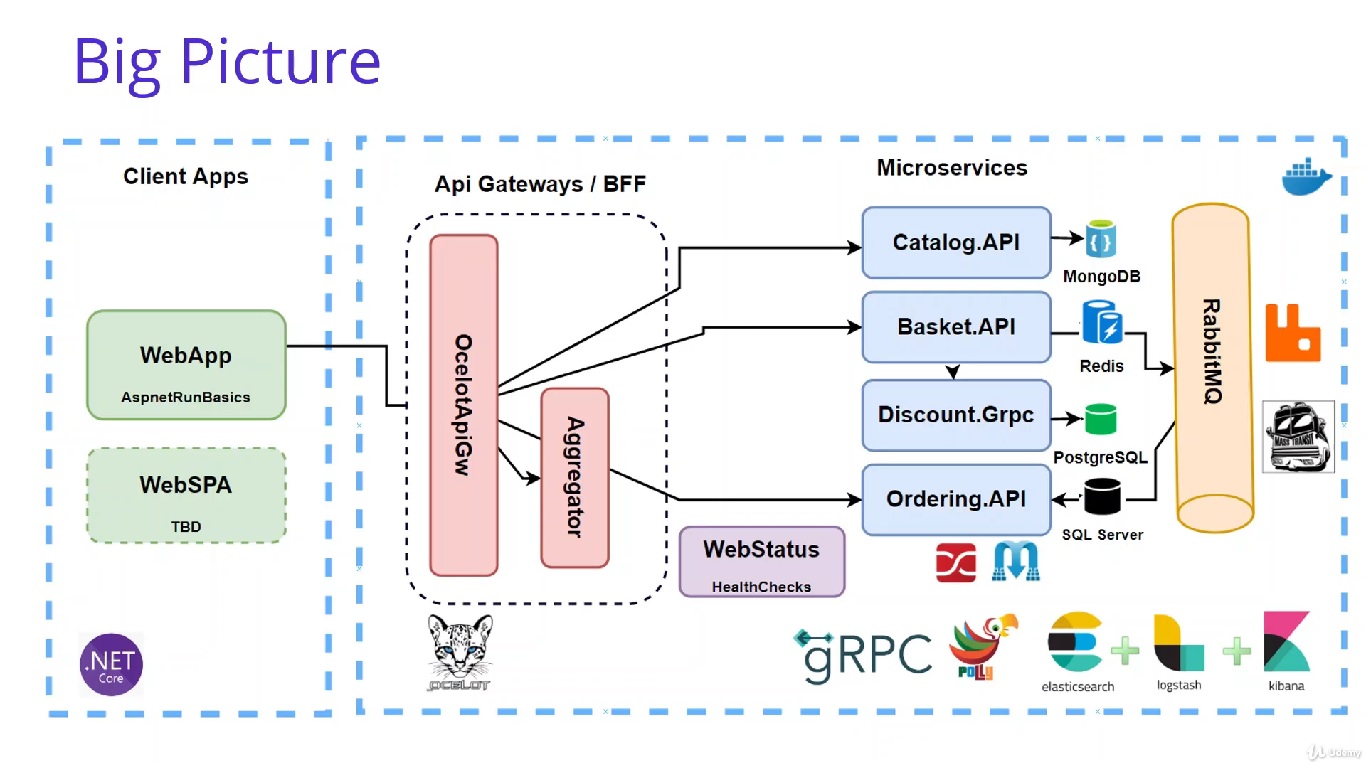 Big Picture
Client Apps
WebApp
AspnetRunBasics
WebSPA
TBD
.NET
Core
Api Gateways / BFF
OcelotApiGw
Aggregator
OCELOT
WebStatus
HealthChecks
Microservices
Catalog.API
MongoDB
Basket.API
Redis
Discount.Grpc
PostgreSQL
Ordering.API
SQL Server
RabbitMQ
MASS TRANSIT
gRPC
POLLY
elasticsearch
logstash
kibana
Udemy